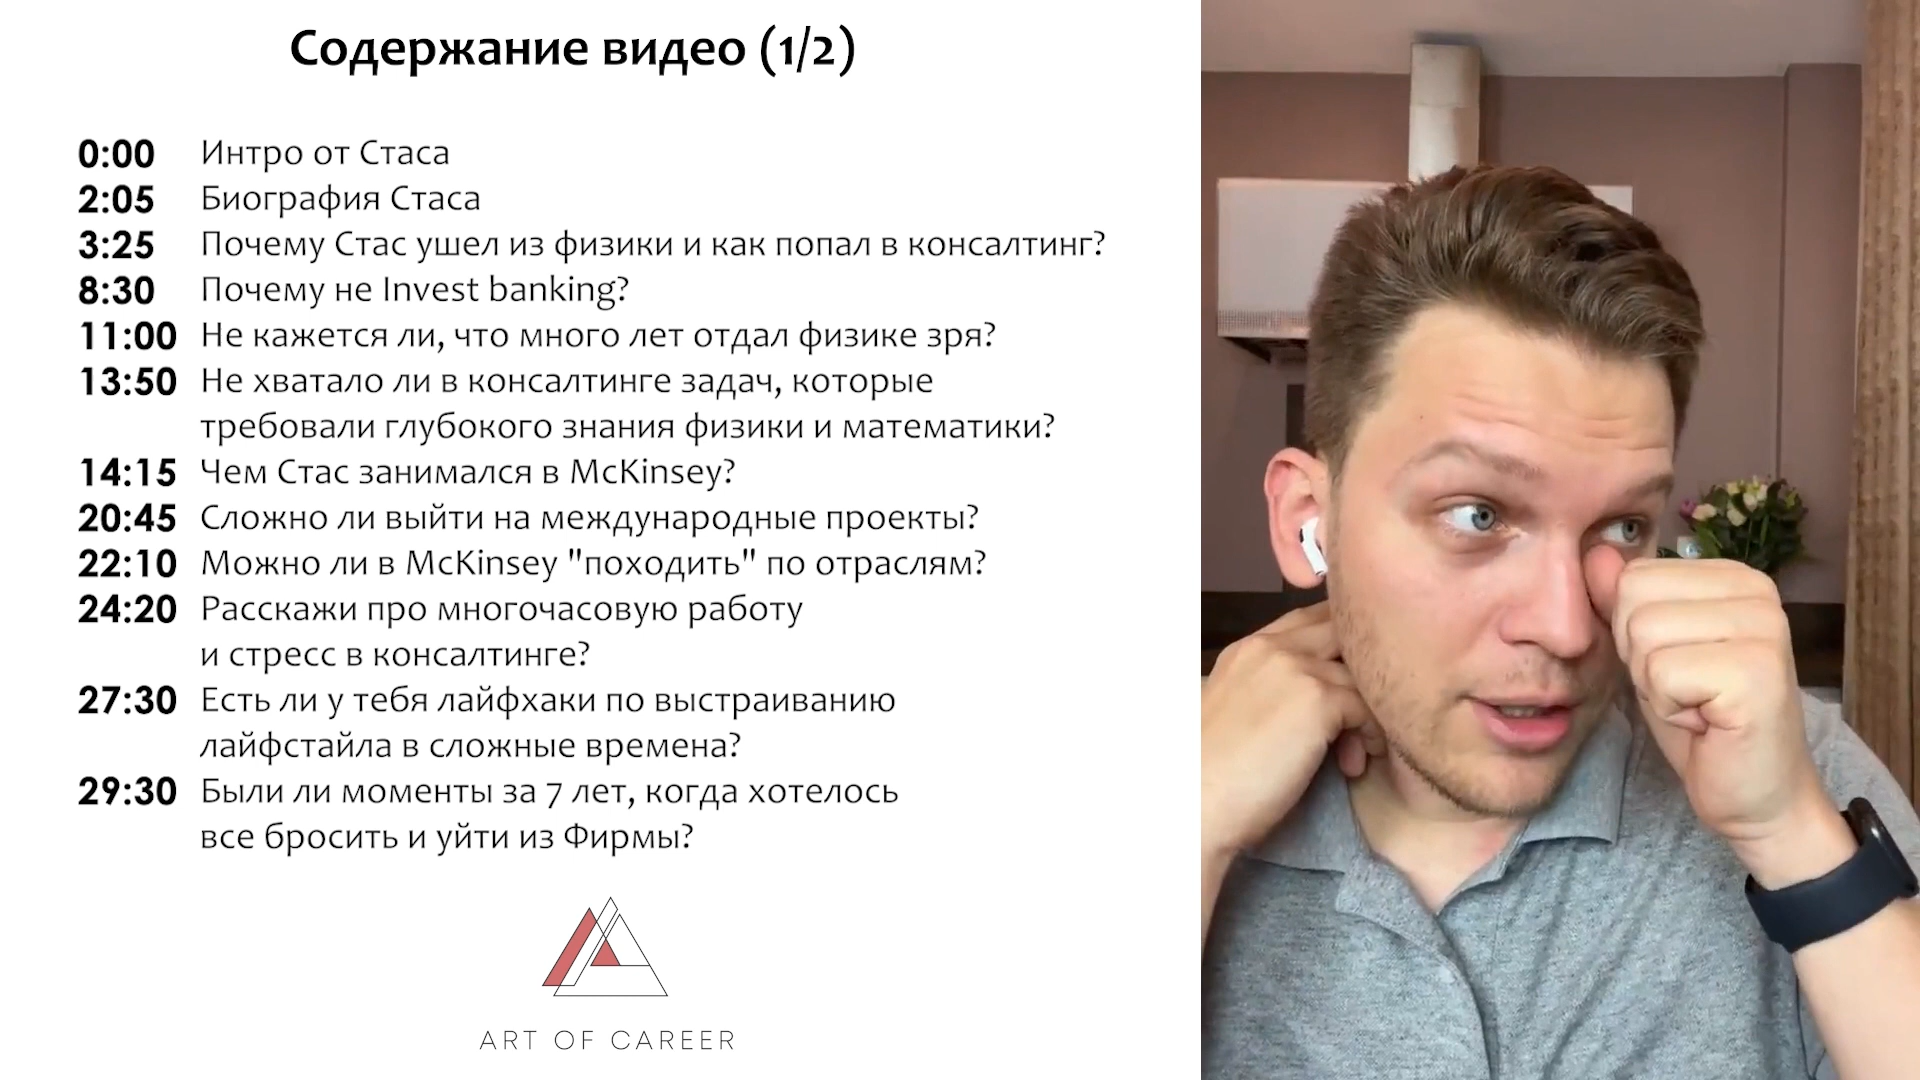 Содержание видео (1/2)
0:00 Интро от Стаса
2:05 Биография Стаса
3:25 Почему Стас ушел из физики и как попал в консалтинг?
8:30 Почему не Invest banking?
11:00 Не кажется ли, что много лет отдал физике зря?
13:50 Не хватало ли в консалтинге задач, которые
требовали глубокого знания физики и математики?
14:15 Чем Стас занимался в McKinsey?
20:45 Сложно ли выйти на международные проекты?
22:10 Можно ли в McKinsey "походить" по отраслям?
24:20 Расскажи про многочасовую работу
и стресс в консалтинге?
27:30 Есть ли у тебя лайфхаки по выстраиванию
лайфстайла в сложные времена?
29:30 Были ли моменты за 7 лет, когда хотелось
все бросить и уйти из Фирмы?
ART OF CAREER